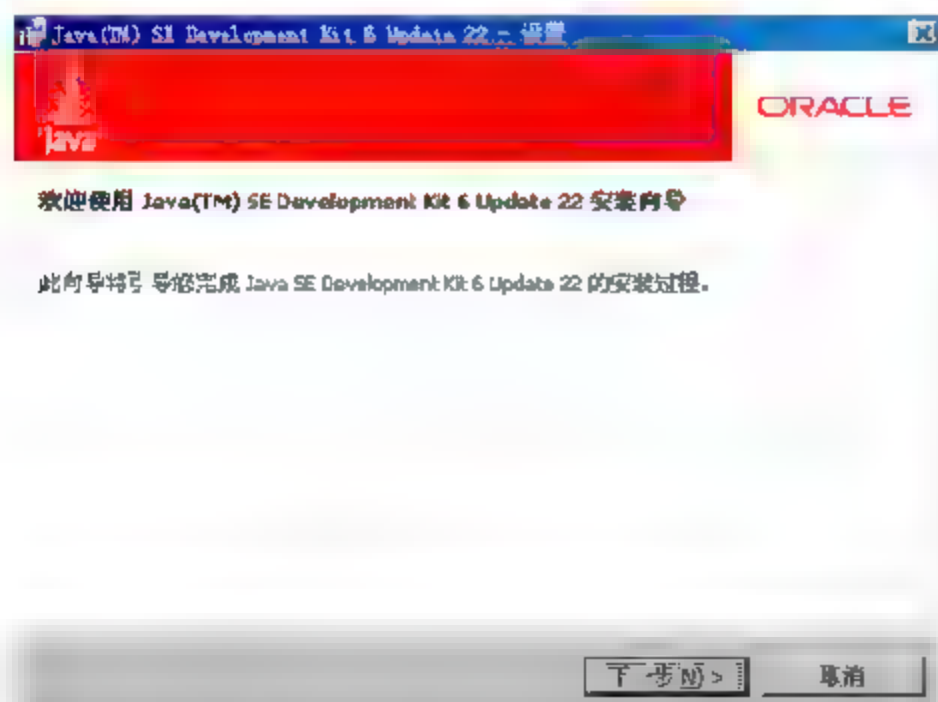 Java(TM) SE Development Kit 6 Update 22 - 设置
Java
ORACLE
欢迎使用 Java(TM) SE Development Kit 6 Update 22 安装向导
此向导将引导您完成 Java SE Development Kit 6 Update 22 的安装过程。
下一步(N) >
取消